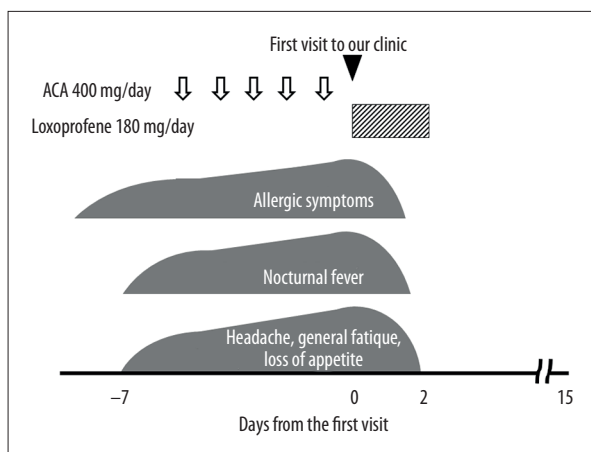 First visit to our clinic
ACA 400 mg/day
Loxoprofene 180 mg/day
Allergic symptoms
Nocturnal fever
Headache, general fatique,
loss of appetite
–7
0
2
15
Days from the first visit